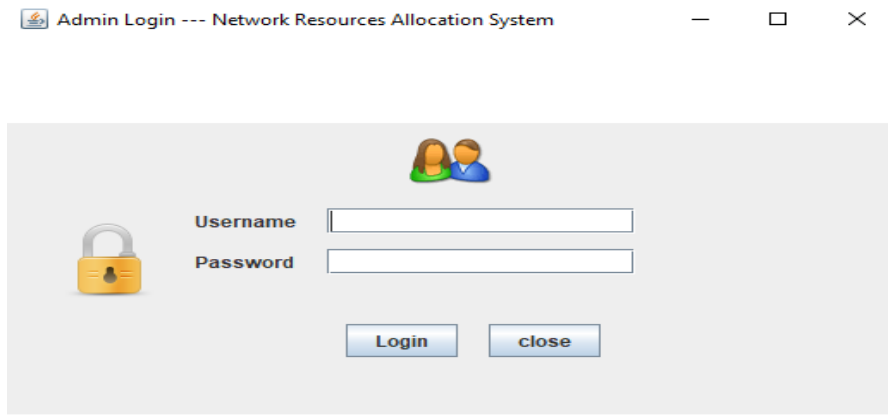 Admin Login --- Network Resources Allocation System
Username
Password
Login close